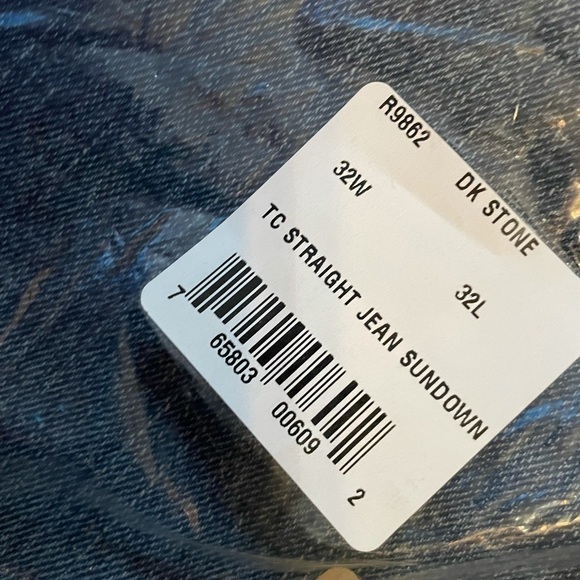 R9862 DK STONE
32W 32L
TC STRAIGHT JEAN SUNDOWN
7 65803 00609 2